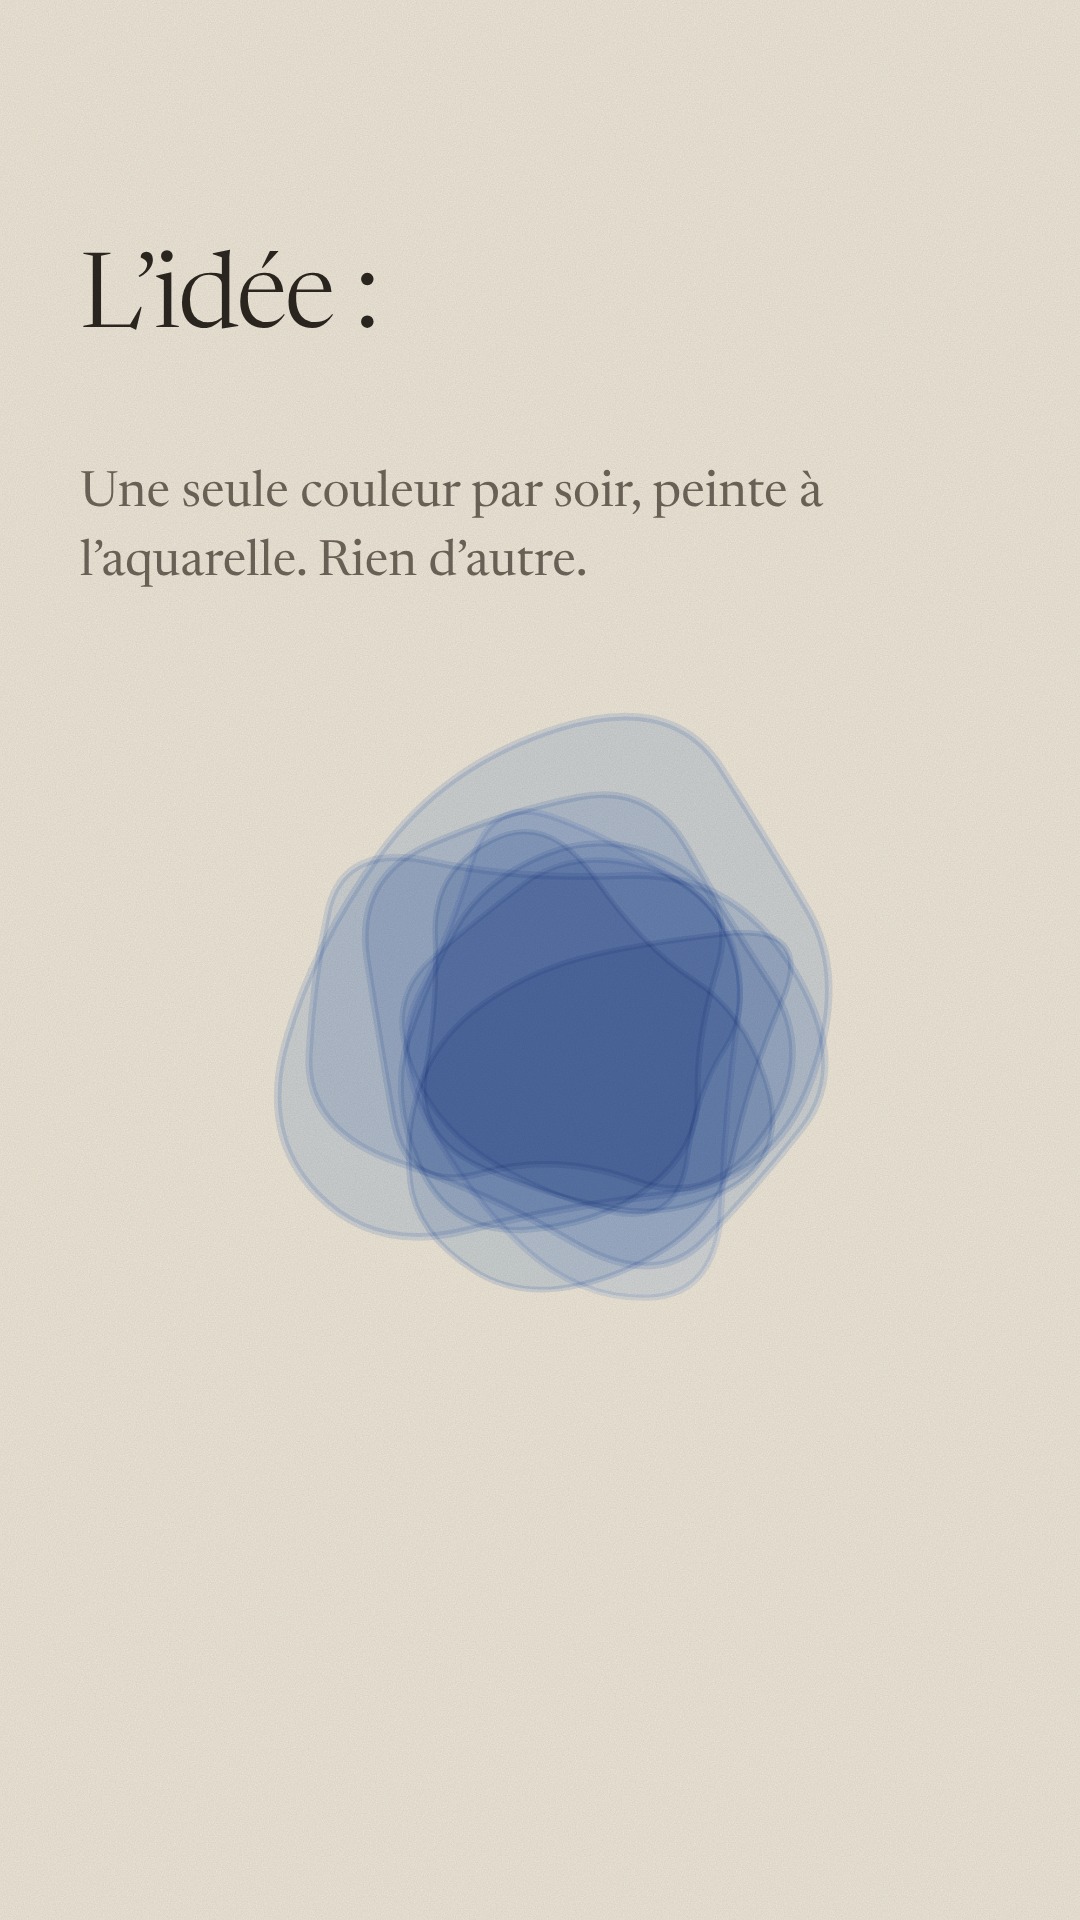 L’idée :
Une seule couleur par soir, peinte à
l’aquarelle. Rien d’autre.